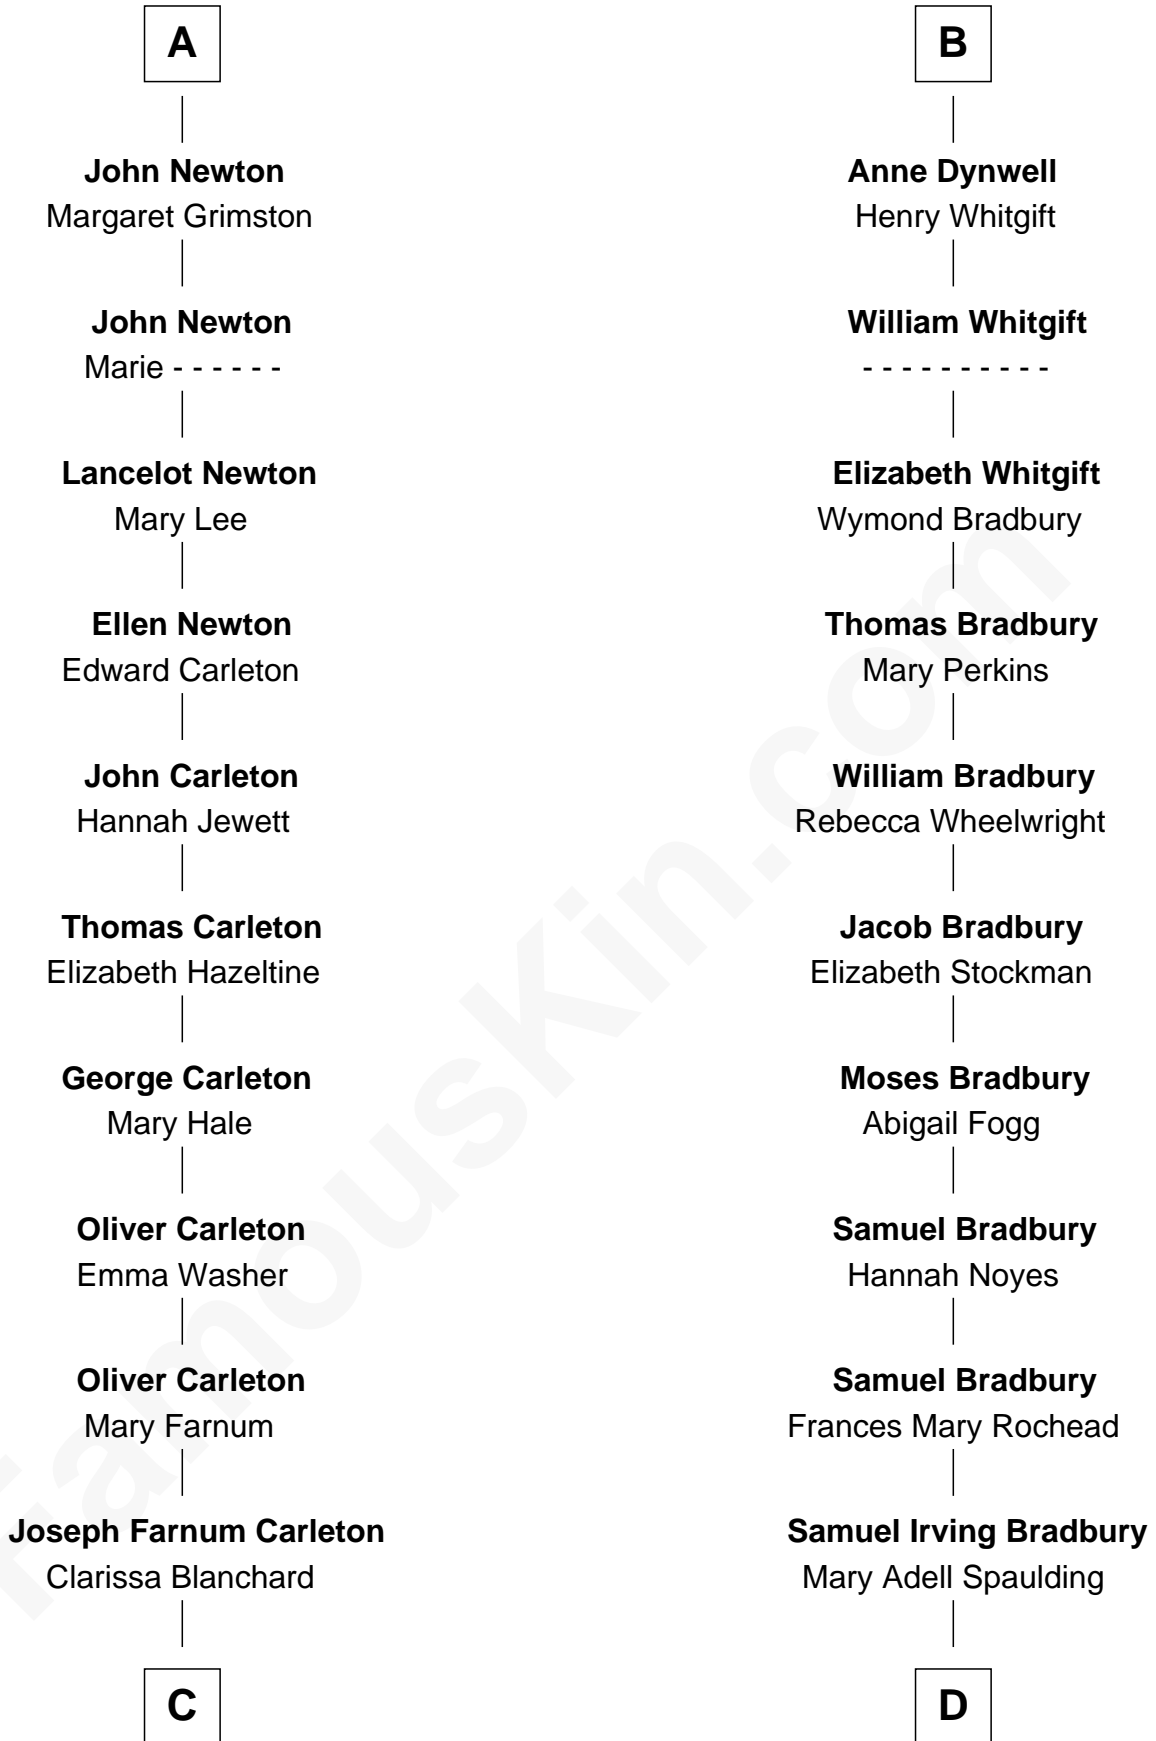 A
John Newton
Margaret Grimston
John Newton
Marie - - - - - -
Lancelot Newton
Mary Lee
Ellen Newton
Edward Carleton
John Carleton
Hannah Jewett
Thomas Carleton
Elizabeth Hazeltine
George Carleton
Mary Hale
Oliver Carleton
Emma Washer
Oliver Carleton
Mary Farnum
Joseph Farnum Carleton
Clarissa Blanchard
C
B
Anne Dynwell
Henry Whitgift
William Whitgift
- - - - - - - - - -
Elizabeth Whitgift
Wymond Bradbury
Thomas Bradbury
Mary Perkins
William Bradbury
Rebecca Wheelwright
Jacob Bradbury
Elizabeth Stockman
Moses Bradbury
Abigail Fogg
Samuel Bradbury
Hannah Noyes
Samuel Bradbury
Frances Mary Rochead
Samuel Irving Bradbury
Mary Adell Spaulding
D
FamousKin.com